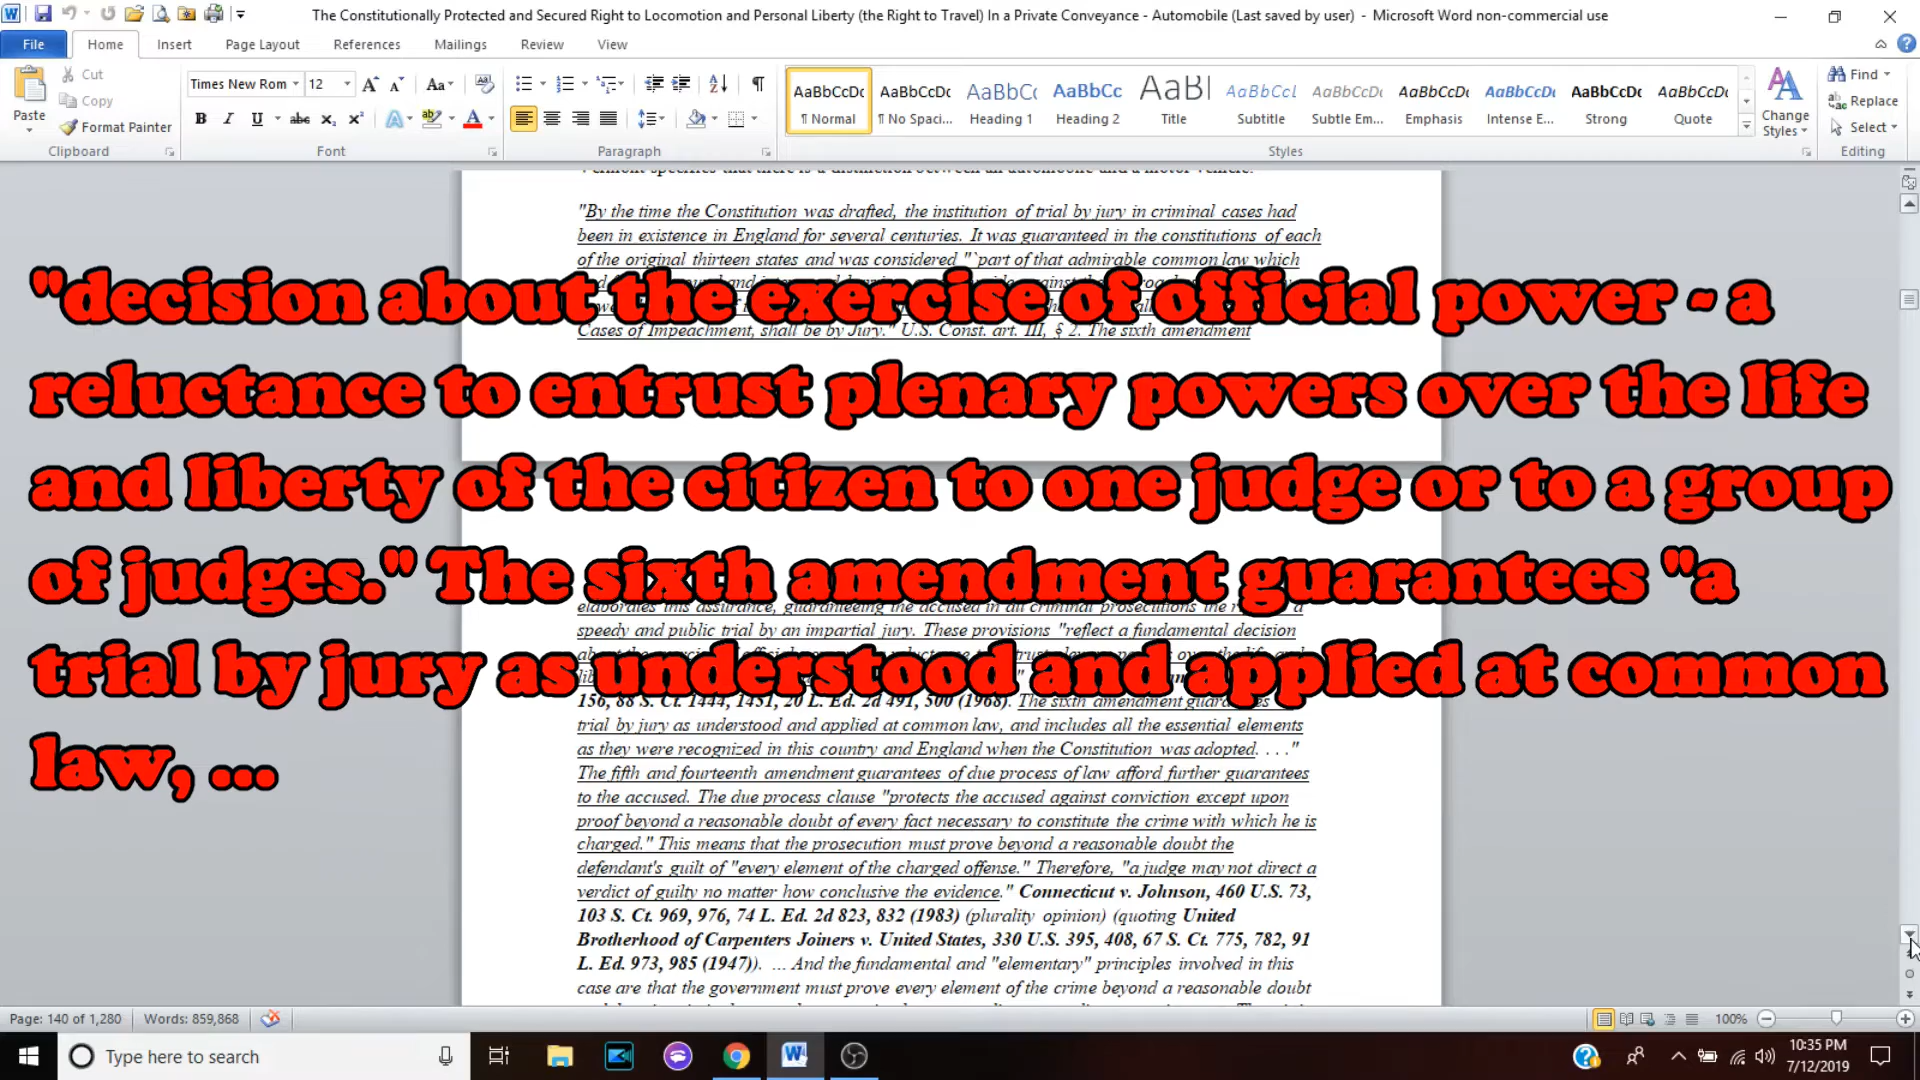 The Constitutionally Protected and Secured Right to Locomotion and Personal Liberty (the Right to Travel) In a Private Conveyance - Automobile (Last saved by user) - Microsoft Word non-commercial use
File Home Insert Page Layout References Mailings Review View
Cut
Copy
Paste
Format Painter
Clipboard
Times New Rom 12
Font
Paragraph
AaBbCcDc AaBbCcDc AaBbC AaBbCc AaBl AaBbCcL AaBbCcDc AaBbCcDc AaBbCcDc AaBbCcDc AaBbCcDc
¶ Normal ¶ No Spaci... Heading 1 Heading 2 Title Subtitle Subtle Em... Emphasis Intense E... Strong Quote
Styles
Change
Styles
Find
Replace
Select
Editing
"By the time the Constitution was drafted, the institution of trial by jury in criminal cases had
been in existence in England for several centuries. It was guaranteed in the constitutions of each
of the original thirteen states and was considered "`part of that admirable common law which
"decision about the exercise of official power - a
Cases of Impeachment, shall be by Jury." U.S. Const. art. III, § 2. The sixth amendment
reluctance to entrust plenary powers over the life
and liberty of the citizen to one judge or to a group
of judges." The sixth amendment guarantees "a
elaborates this assurance, guaranteeing the accused in all criminal prosecutions the
speedy and public trial by an impartial jury. These provisions "reflect a fundamental decision
trial by jury as understood and applied at common
156, 88 S. Ct. 1444, 1451, 20 L. Ed. 2d 491, 500 (1968). The sixth amendment
trial by jury as understood and applied at common law, and includes all the essential elements
as they were recognized in this country and England when the Constitution was adopted. . . ."
law, ...
The fifth and fourteenth amendment guarantees of due process of law afford further guarantees
to the accused. The due process clause "protects the accused against conviction except upon
proof beyond a reasonable doubt of every fact necessary to constitute the crime with which he is
charged." This means that the prosecution must prove beyond a reasonable doubt the
defendant's guilt of "every element of the charged offense." Therefore, "a judge may not direct a
verdict of guilty no matter how conclusive the evidence." Connecticut v. Johnson, 460 U.S. 73,
103 S. Ct. 969, 976, 74 L. Ed. 2d 823, 832 (1983) (plurality opinion) (quoting United
Brotherhood of Carpenters Joiners v. United States, 330 U.S. 395, 408, 67 S. Ct. 775, 782, 91
L. Ed. 973, 985 (1947)). ... And the fundamental and "elementary" principles involved in this
case are that the government must prove every element of the crime beyond a reasonable doubt
Page: 140 of 1,280 Words: 859,868 100%
Type here to search
10:35 PM
7/12/2019